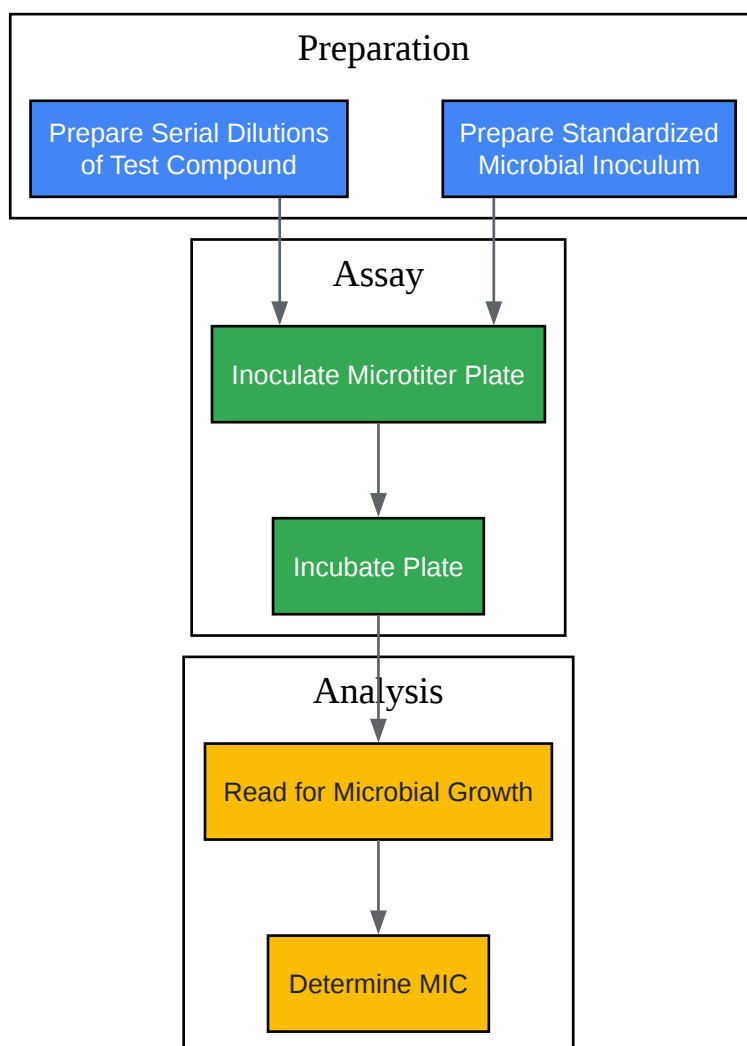 Preparation
Prepare Serial Dilutions
of Test Compound
Prepare Standardized
Microbial Inoculum
Assay
Inoculate Microtiter Plate
Incubate Plate
Analysis
Read for Microbial Growth
Determine MIC